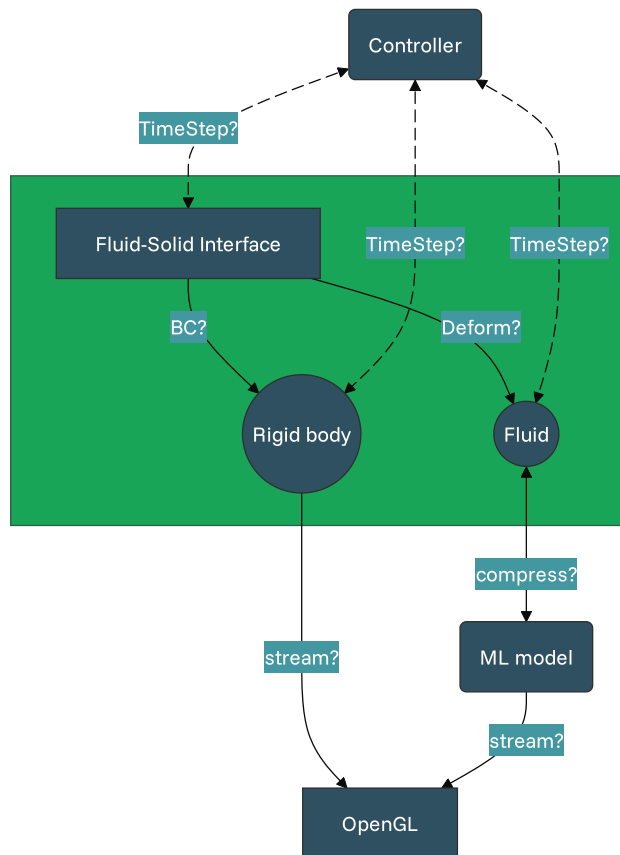 Controller
TimeStep?
Fluid-Solid Interface
TimeStep?
TimeStep?
BC?
Deform?
Rigid body
Fluid
compress?
stream?
ML model
stream?
OpenGL